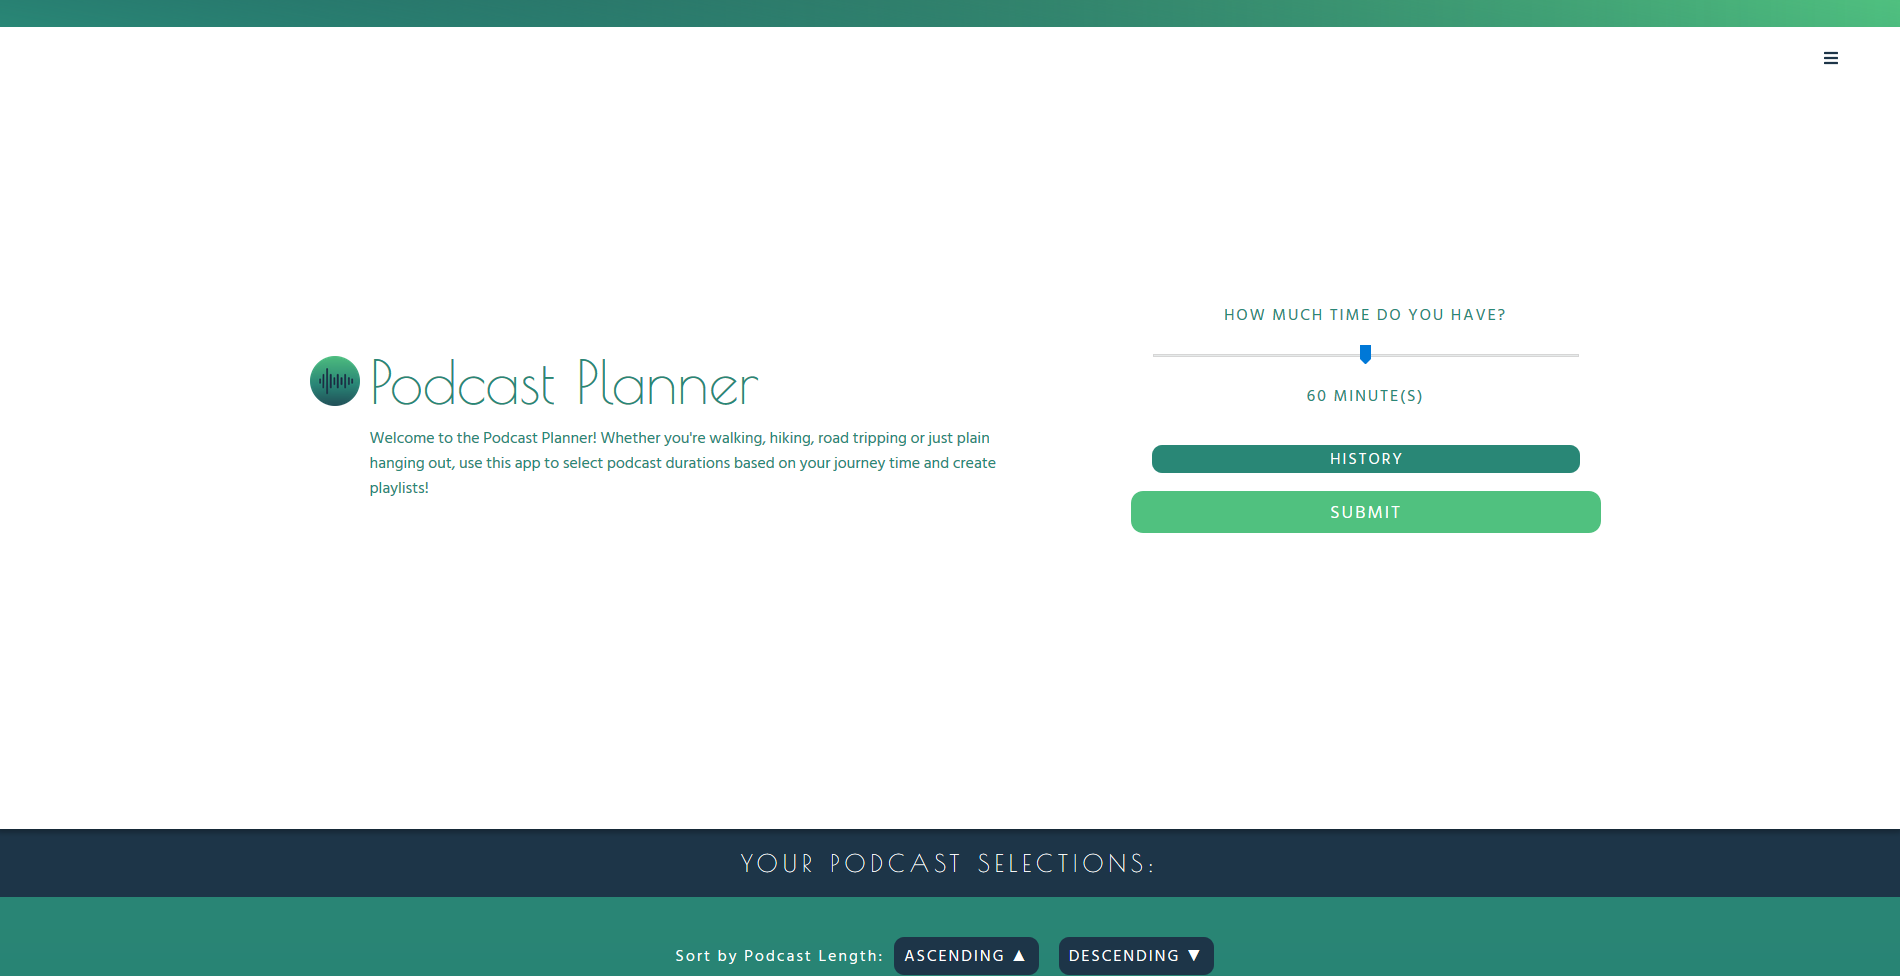 HOW MUCH TIME DO YOU HAVE?
Podcast Planner
60 MINUTE(S)
Welcome to the Podcast Planner! Whether you're walking, hiking, road tripping or just plain
hanging out, use this app to select podcast durations based on your journey time and create
playlists!
HISTORY
SUBMIT
YOUR PODCAST SELECTIONS:
Sort by Podcast Length: ASCENDING ▲ DESCENDING ▼